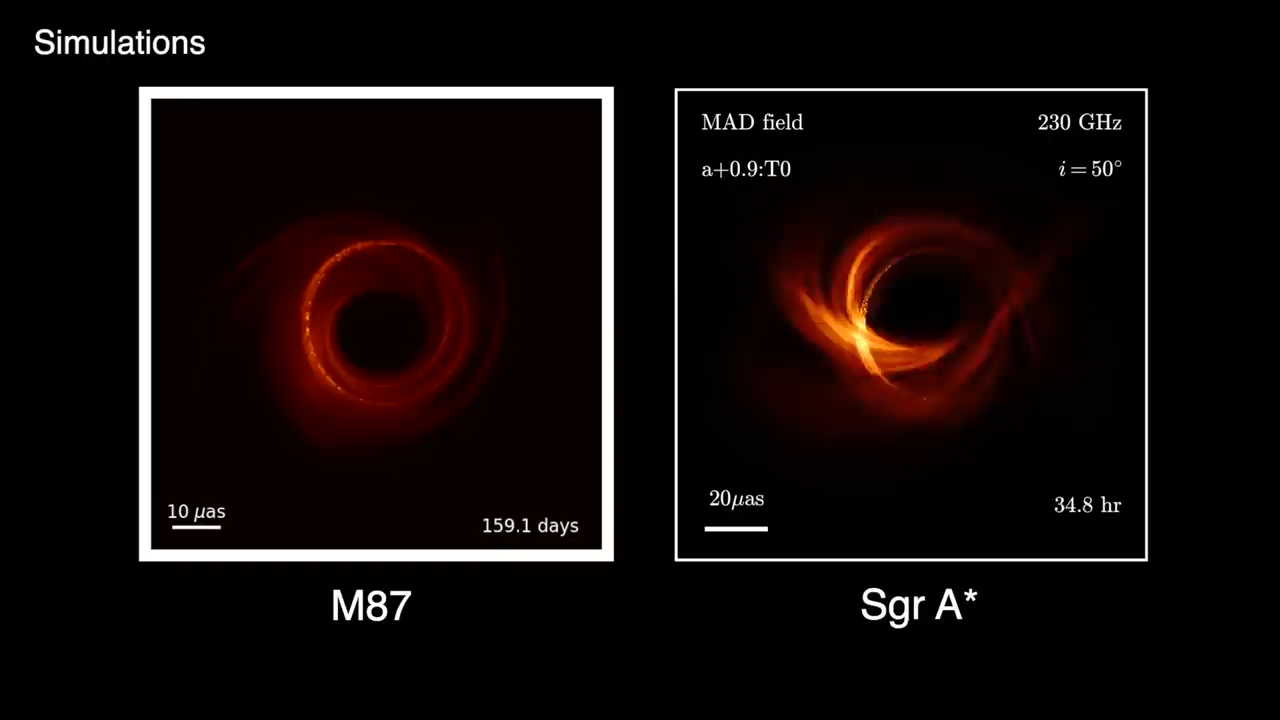 Simulations
10 μas
159.1 days
M87
MAD field
230 GHz
a+0.9:T0
i = 50°
20μas
34.8 hr
Sgr A*